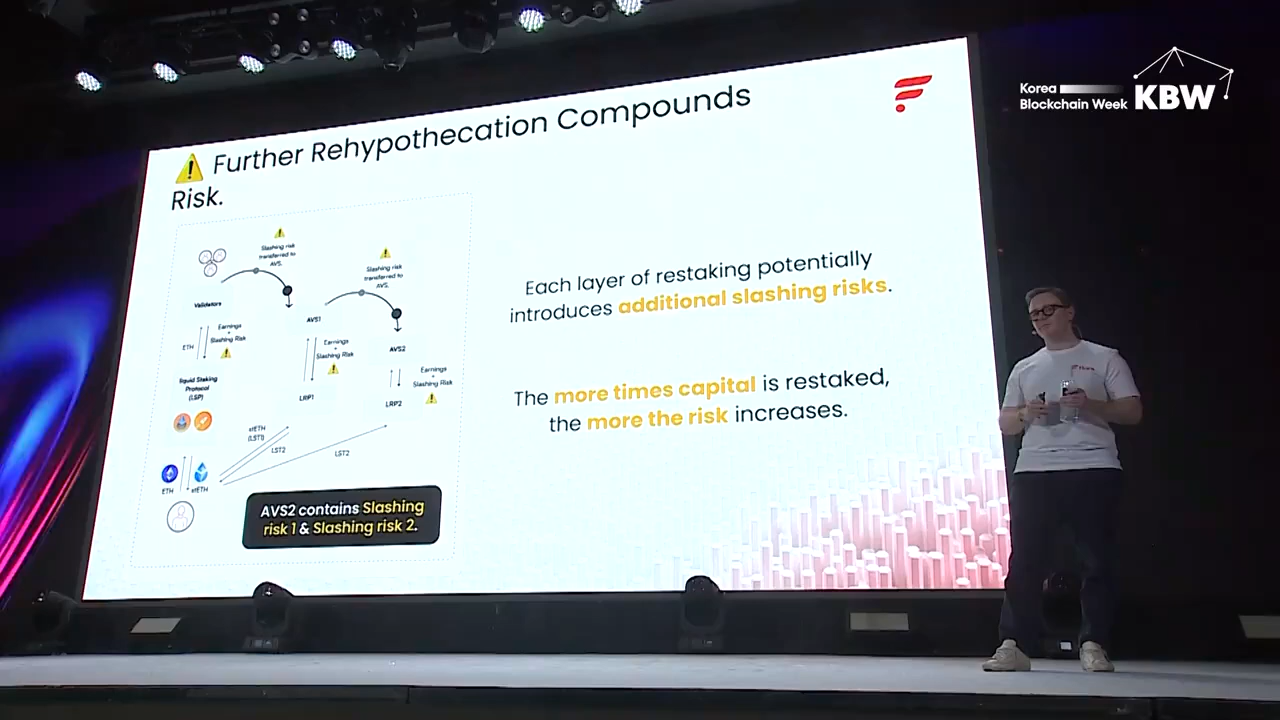 Korea
Blockchain Week
KBW
⚠️ Further Rehypothecation Compounds
Risk.
Slashing risk
transferred to
AVS.
Slashing risk
transferred to
AVS.
Validators
AVS1
AVS2
ETH
Earnings
+
Slashing Risk
Earnings
+
Slashing Risk
Earnings
+
Slashing Risk
Liquid Staking
Protocol
(LSP)
LRP1
LRP2
stETH
(LST1)
LST2
LST2
ETH
stETH
AVS2 contains Slashing
risk 1 & Slashing risk 2.
Each layer of restaking potentially
introduces additional slashing risks.
The more times capital is restaked,
the more the risk increases.